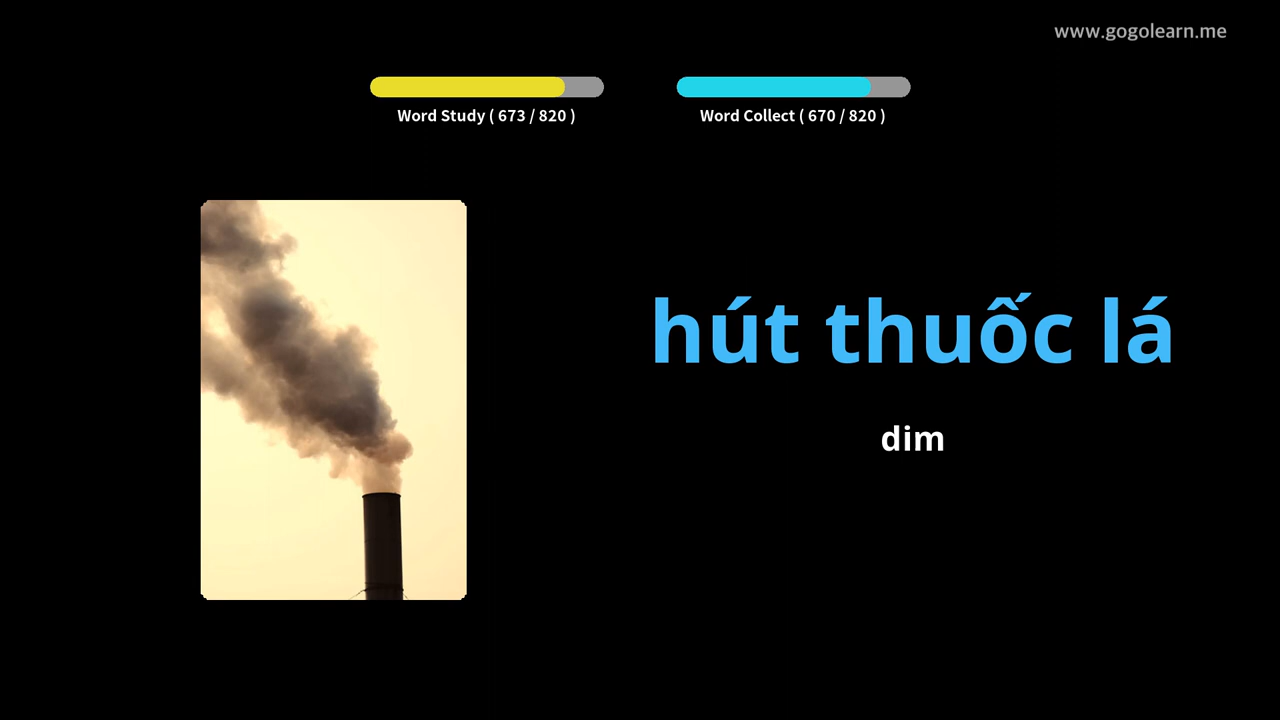 www.gogolearn.me
Word Study ( 673 / 820 )
Word Collect ( 670 / 820 )
hút thuốc lá
dim